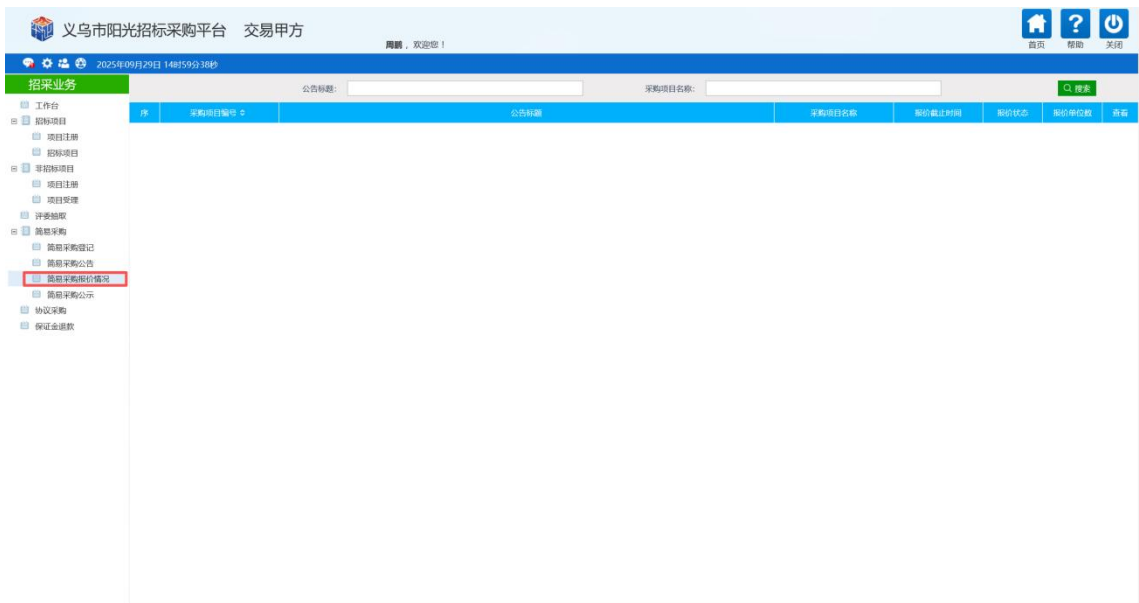 义乌市阳光招标采购平台 交易甲方
周鹏，欢迎您！
首页 帮助 关闭
2025年09月29日 14时59分38秒
招采业务
公告标题: 采购项目名称: 搜索
序 采购项目编号 公告标题 采购项目名称 报价截止时间 报价状态 报价单位数 查看
工作台
招标项目
项目注册
招标项目
非招标项目
项目注册
项目受理
评委抽取
简易采购
简易采购登记
简易采购公告
简易采购报价情况
简易采购公示
协议采购
保证金退款